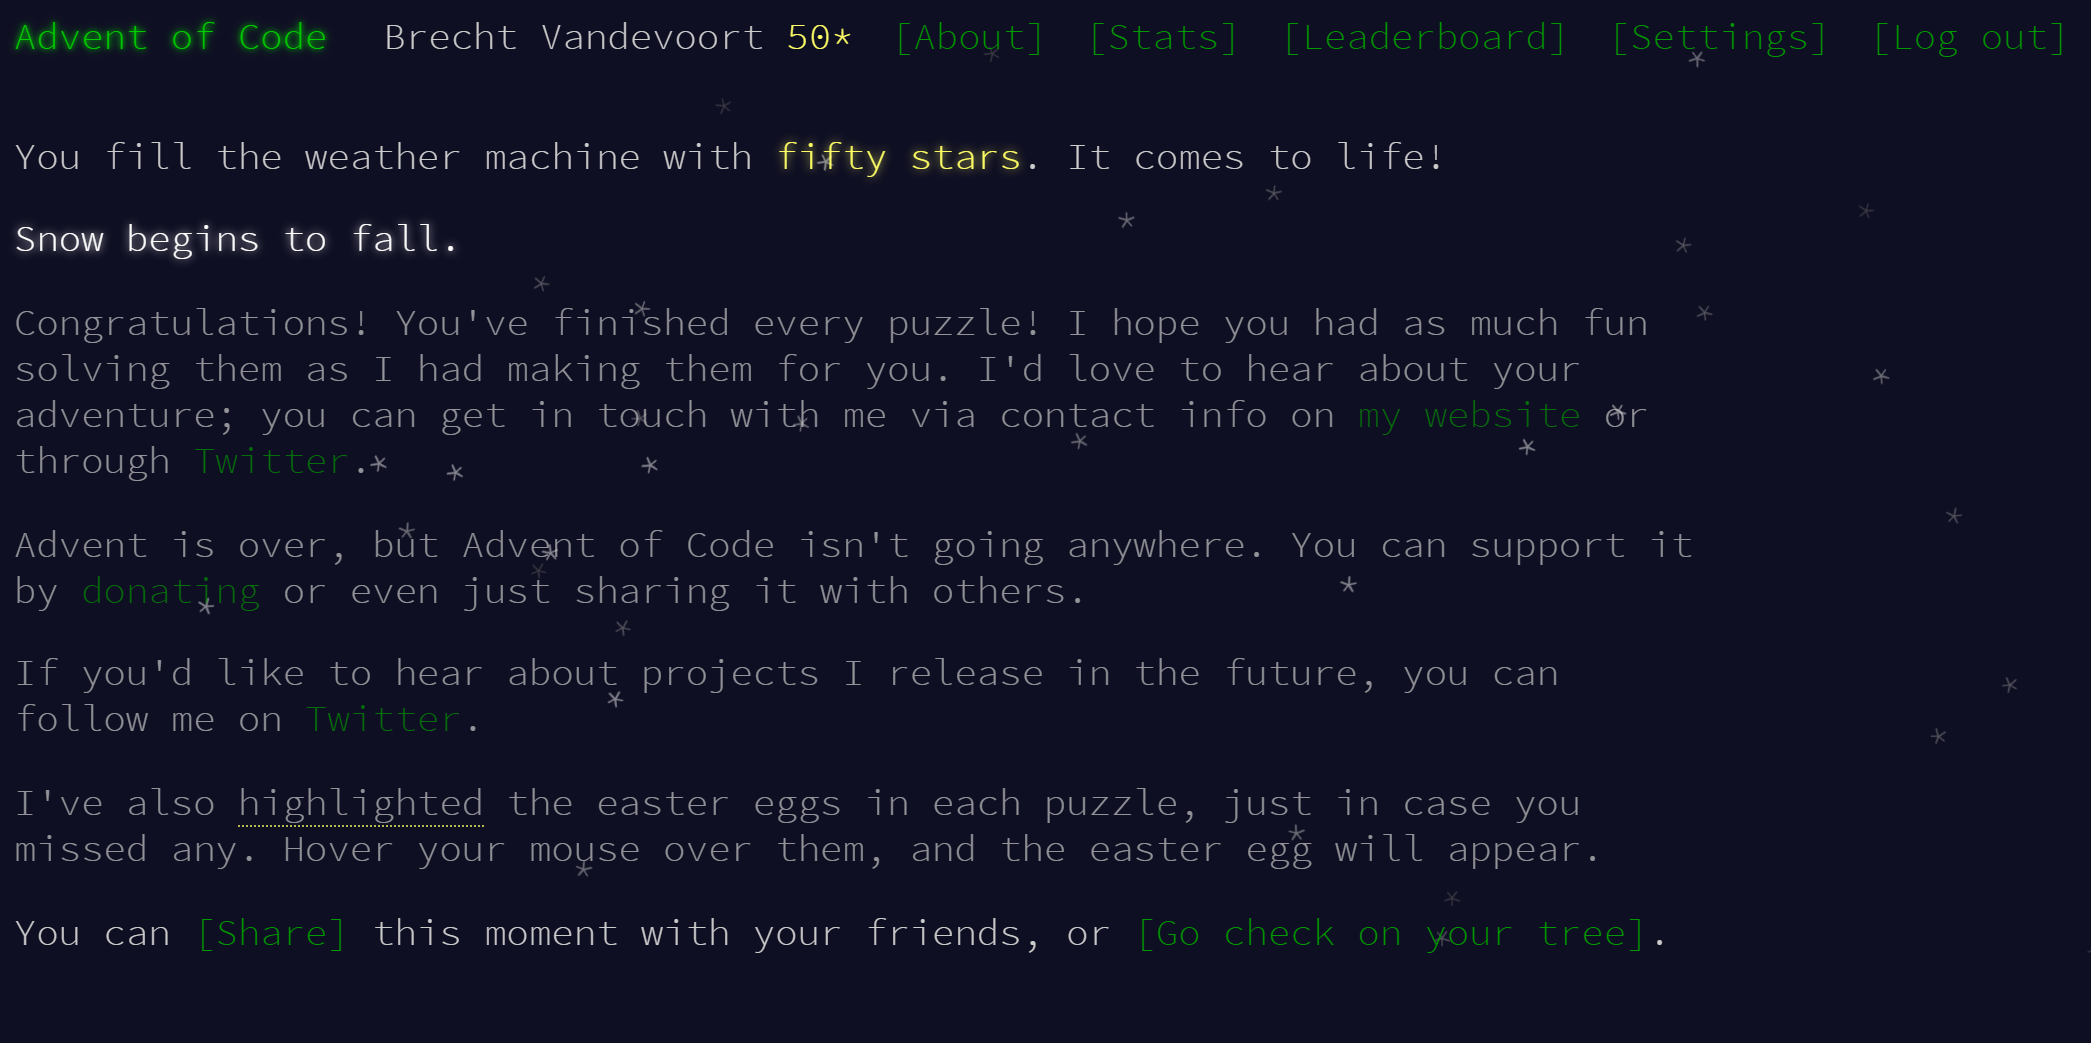 Advent of Code Brecht Vandevoort 50* [About] [Stats] [Leaderboard] [Settings] [Log out]
You fill the weather machine with fifty stars. It comes to life!
Snow begins to fall.
Congratulations! You've finished every puzzle! I hope you had as much fun
solving them as I had making them for you. I'd love to hear about your
adventure; you can get in touch with me via contact info on my website or
through Twitter.
Advent is over, but Advent of Code isn't going anywhere. You can support it
by donating or even just sharing it with others.
If you'd like to hear about projects I release in the future, you can
follow me on Twitter.
I've also highlighted the easter eggs in each puzzle, just in case you
missed any. Hover your mouse over them, and the easter egg will appear.
You can [Share] this moment with your friends, or [Go check on your tree].